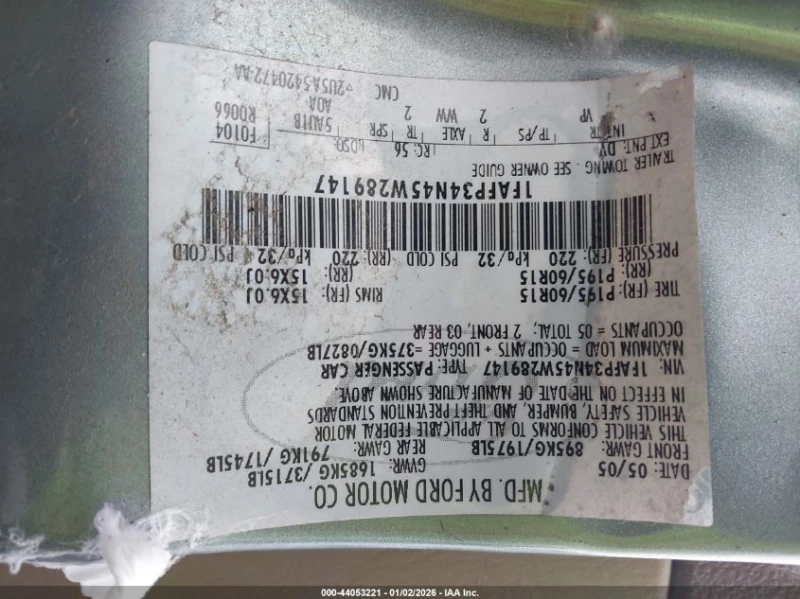 MFD. BY FORD MOTOR CO.
DATE: 05/05 GVWR: 1685KG /3715LB
FRONT GAWR: 895KG/1975LB REAR GAWR: 791KG/1745LB
THIS VEHICLE CONFORMS TO ALL APPLICABLE FEDERAL MOTOR
VEHICLE SAFETY, BUMPER, AND THEFT PREVENTION STANDARDS
IN EFFECT ON THE DATE OF MANUFACTURE SHOWN ABOVE.
VIN: 1FAFP34N45W289147 TYPE: PASSENGER CAR
MAXIMUM LOAD = OCCUPANTS + LUGGAGE =375KG/0827LB
OCCUPANTS = 05 TOTAL; 2 FRONT, 03 REAR
TIRE (FR): P195/60R15 RIMS (FR): 15X6.0J
(RR): P195/60R15 (RR): 15X6.0J
PRESSURE (FR): 220 kPa/32 PSI COLD (RR): 220 kPa/32 PSI COLD
1FAFP34N45W289147
TRAILER TOWING - SEE OWNER GUIDE
EXT PNT: DV RC: 56 DSO: F0104
R0066
INT TR TP/PS R AXLE TR SPR 5AU1B
VP 2 WW 2 AOA
CMC 2U5A-5420472-AA
000-44053221 - 01/02/2026 - IAA Inc.